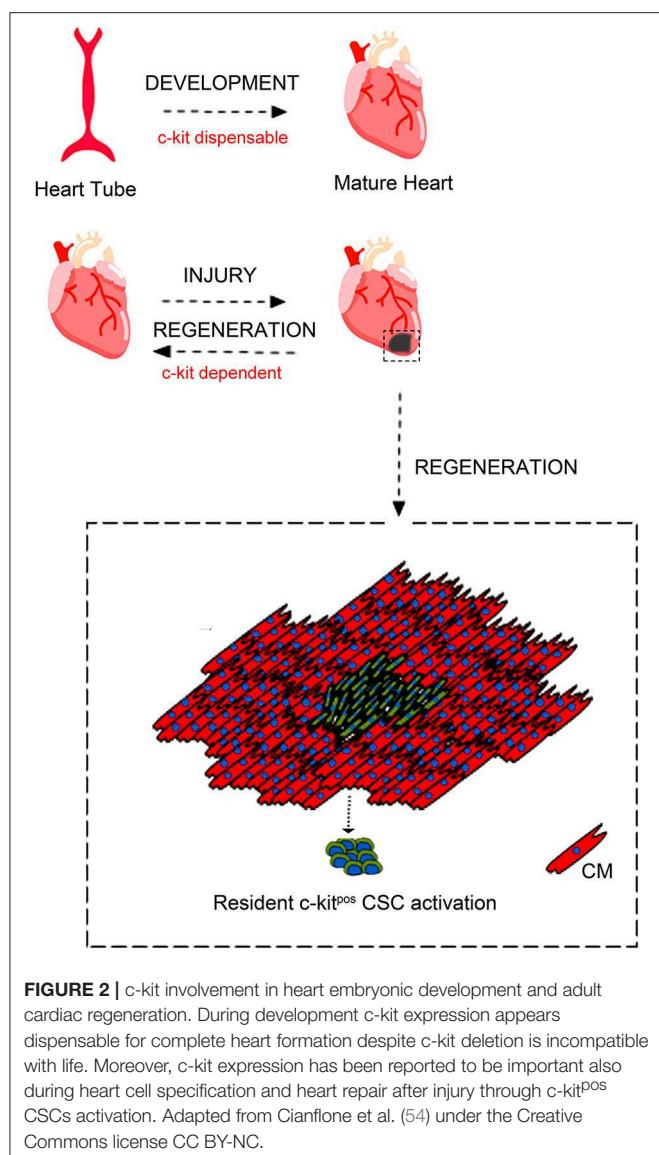 DEVELOPMENT
c-kit dispensable
Heart Tube
Mature Heart
INJURY
REGENERATION
c-kit dependent
REGENERATION
CM
Resident c-kitᵖᵒˢ CSC activation
FIGURE 2 | c-kit involvement in heart embryonic development and adult
cardiac regeneration. During development c-kit expression appears
dispensable for complete heart formation despite c-kit deletion is incompatible
with life. Moreover, c-kit expression has been reported to be important also
during heart cell specification and heart repair after injury through c-kitᵖᵒˢ
CSCs activation. Adapted from Cianflone et al. (54) under the Creative
Commons license CC BY-NC.